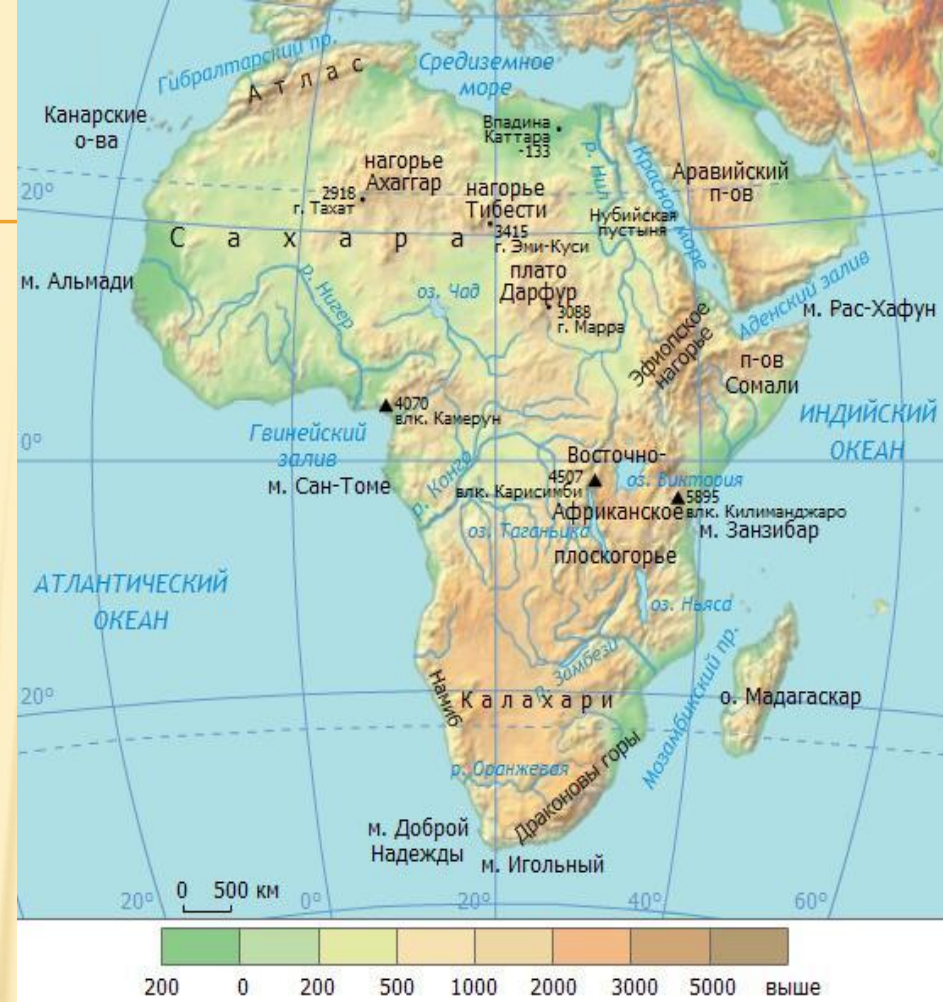 Гибралтарский пр.
Атлас
Средиземное
море
Канарские
о-ва
Впадина
Каттара
-133
р. Нил
Красное море
Аравийский
п-ов
нагорье
Ахаггар
2918
г. Тахат
нагорье
Тибести
3415
г. Эми-Куси
Нубийская
пустыня
20°
Сахара
м. Альмади
р. Нигер
оз. Чад
плато
Дарфур
3088
г. Марра
Аденский залив
м. Рас-Хафун
Эфиопское
нагорье
п-ов
Сомали
4070
влк. Камерун
ИНДИЙСКИЙ
ОКЕАН
Гвинейский
залив
0°
м. Сан-Томе
р. Конго
Восточно-
Африканское
плоскогорье
4507
влк. Карисимби
оз. Виктория
5895
влк. Килиманджаро
м. Занзибар
оз. Таганьика
АТЛАНТИЧЕСКИЙ
ОКЕАН
оз. Ньяса
р. Замбези
Мозамбикский пр.
о. Мадагаскар
20°
Намиб
Калахари
р. Оранжевая
Драконовы горы
м. Доброй
Надежды
м. Игольный
0 500 км
20° 0° 20° 40° 60°
200 0 200 500 1000 2000 3000 5000 выше